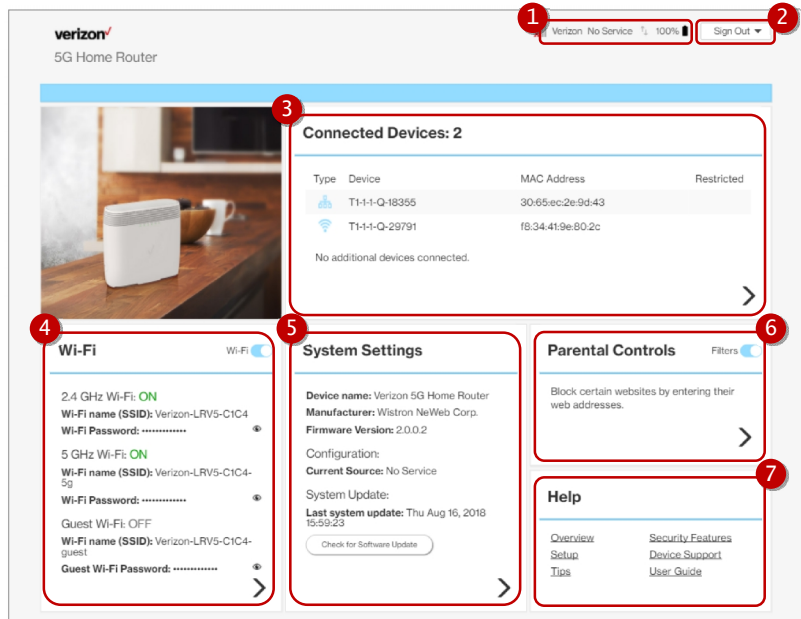 1
2
verizon✓
Verizon No Service 100%
Sign Out
5G Home Router
3
Connected Devices: 2
Type Device MAC Address Restricted
T1-1-1-Q-18355 30:65:ec:2e:9d:43
T1-1-1-Q-29791 f8:34:41:9e:80:2c
No additional devices connected.
4
Wi-Fi Wi-Fi
2.4 GHz Wi-Fi: ON
Wi-Fi name (SSID): Verizon-LRV5-C1C4
Wi-Fi Password: •••••••••••••
5 GHz Wi-Fi: ON
Wi-Fi name (SSID): Verizon-LRV5-C1C4-
5g
Wi-Fi Password: •••••••••••••
Guest Wi-Fi: OFF
Wi-Fi name (SSID): Verizon-LRV5-C1C4-
guest
Guest Wi-Fi Password: •••••••••••••
5
System Settings
Device name: Verizon 5G Home Router
Manufacturer: Wistron NeWeb Corp.
Firmware Version: 2.0.0.2
Configuration:
Current Source: No Service
System Update:
Last system update: Thu Aug 16, 2018
15:59:23
Check for Software Update
6
Parental Controls Filters
Block certain websites by entering their
web addresses.
7
Help
Overview Security Features
Setup Device Support
Tips User Guide